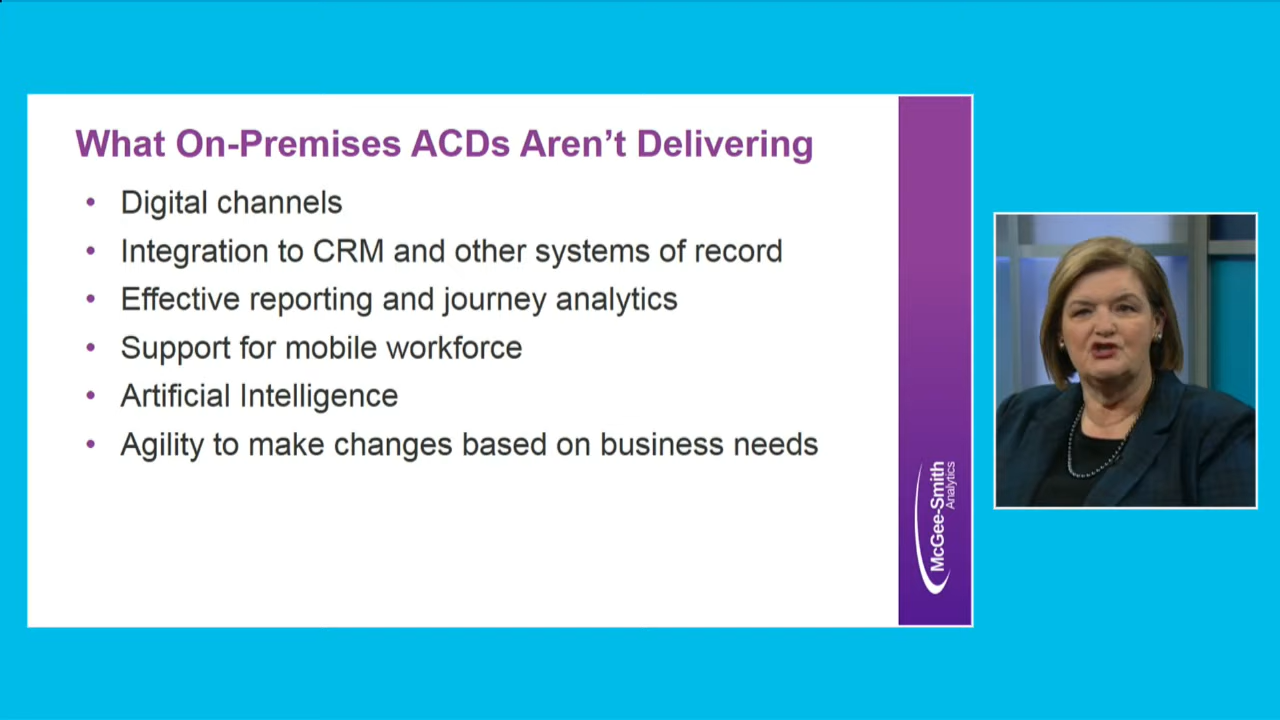 What On-Premises ACDs Aren’t Delivering
• Digital channels
• Integration to CRM and other systems of record
• Effective reporting and journey analytics
• Support for mobile workforce
• Artificial Intelligence
• Agility to make changes based on business needs
McGee-Smith
Analytics